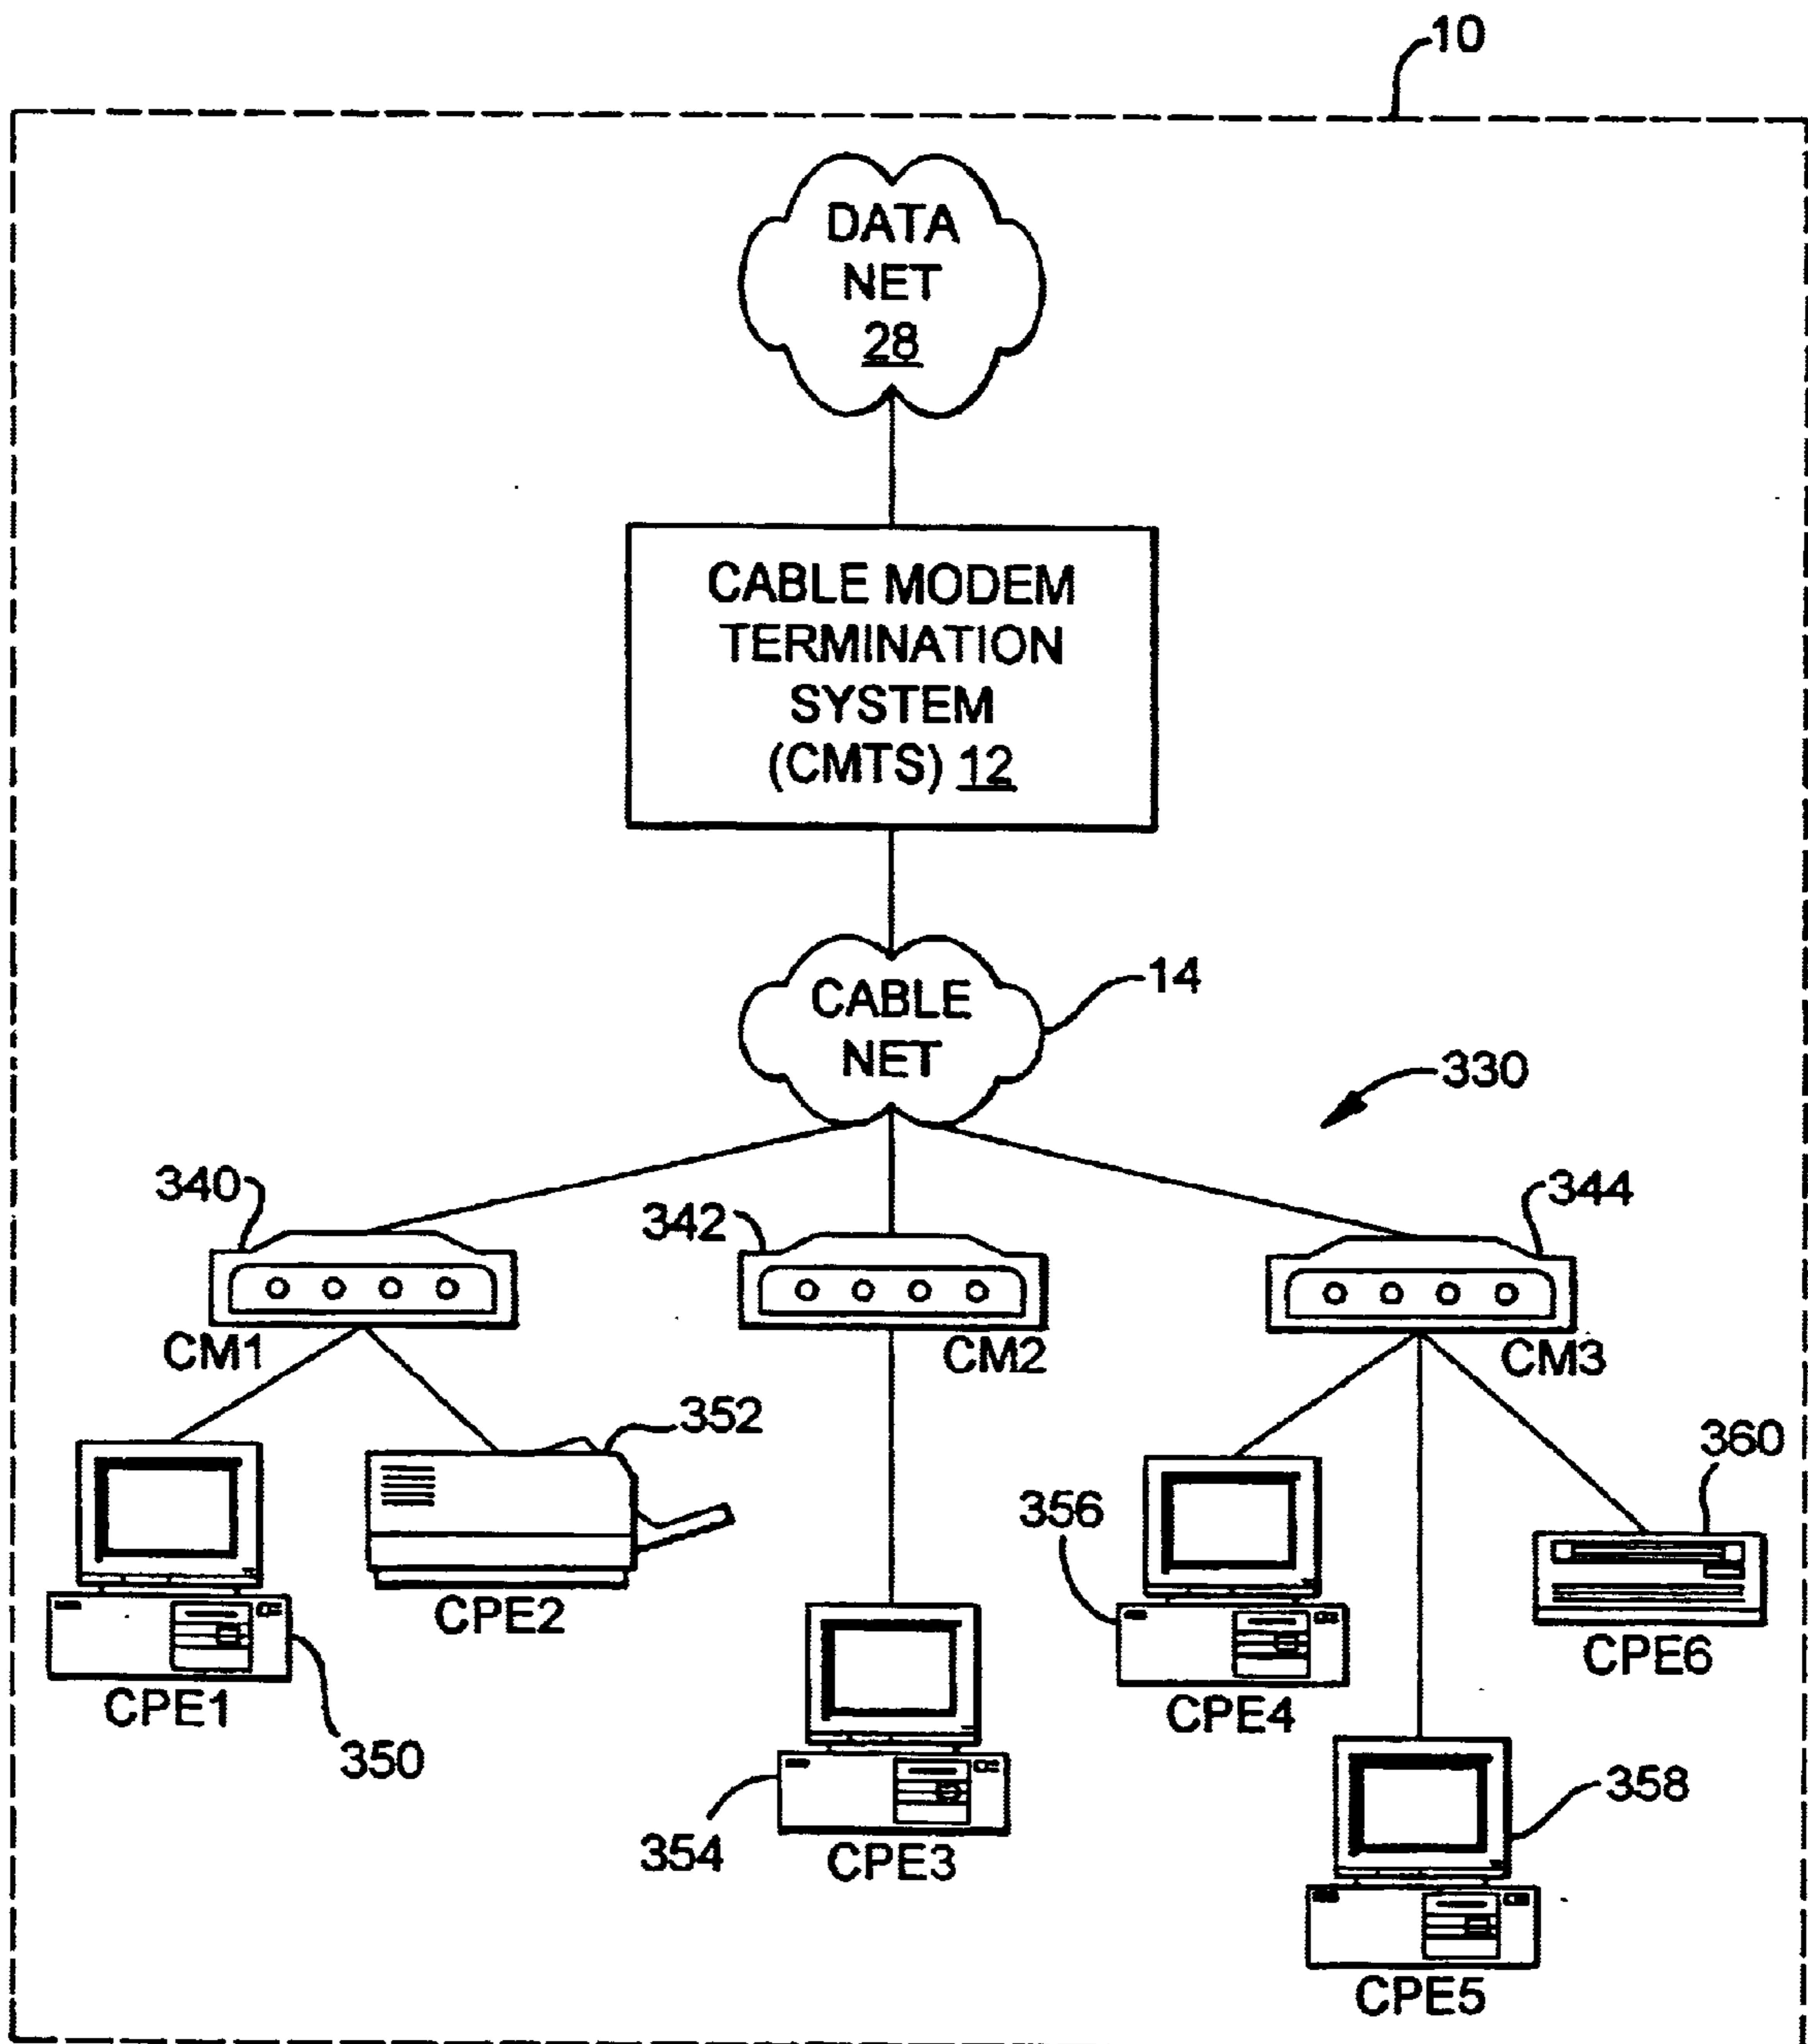 10
DATA
NET
28
CABLE MODEM
TERMINATION
SYSTEM
(CMTS) 12
CABLE
NET
14
330
340
342
344
CM1
CM2
CM3
352
360
356
CPE2
CPE6
CPE1
CPE4
350
358
354
CPE3
CPE5